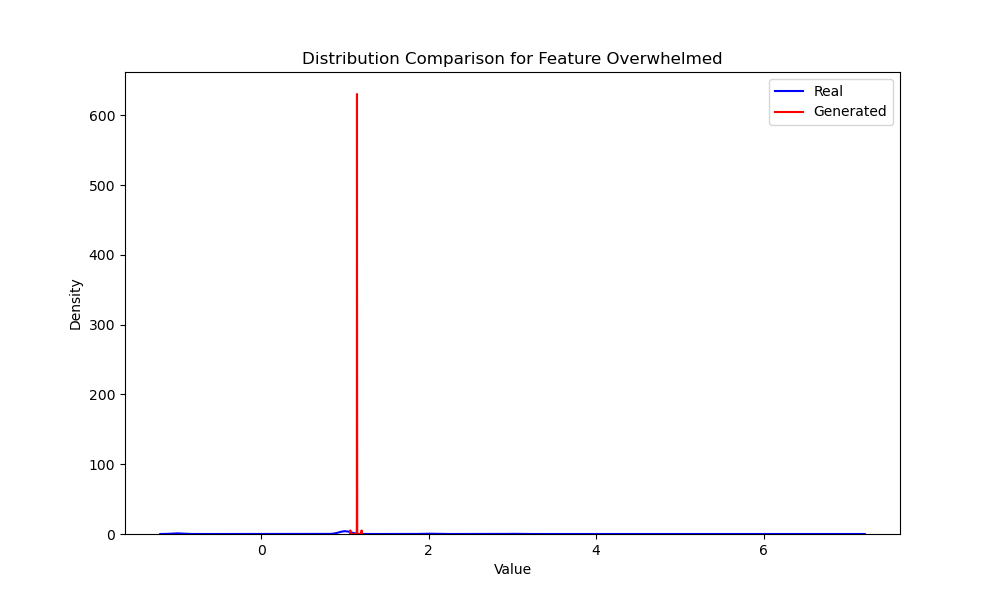 Distribution Comparison for Feature Overwhelmed
Real
Generated
600
500
400
300
200
100
0
Density
0 2 4 6
Value